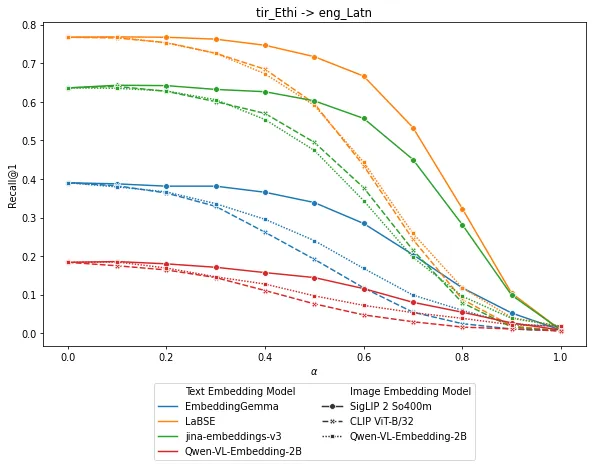 tir_Ethi -> eng_Latn
Recall@1
0.8
0.7
0.6
0.5
0.4
0.3
0.2
0.1
0.0
0.0 0.2 0.4 0.6 0.8 1.0
α
Text Embedding Model Image Embedding Model
EmbeddingGemma SigLIP 2 So400m
LaBSE CLIP ViT-B/32
jina-embeddings-v3 Qwen-VL-Embedding-2B
Qwen-VL-Embedding-2B